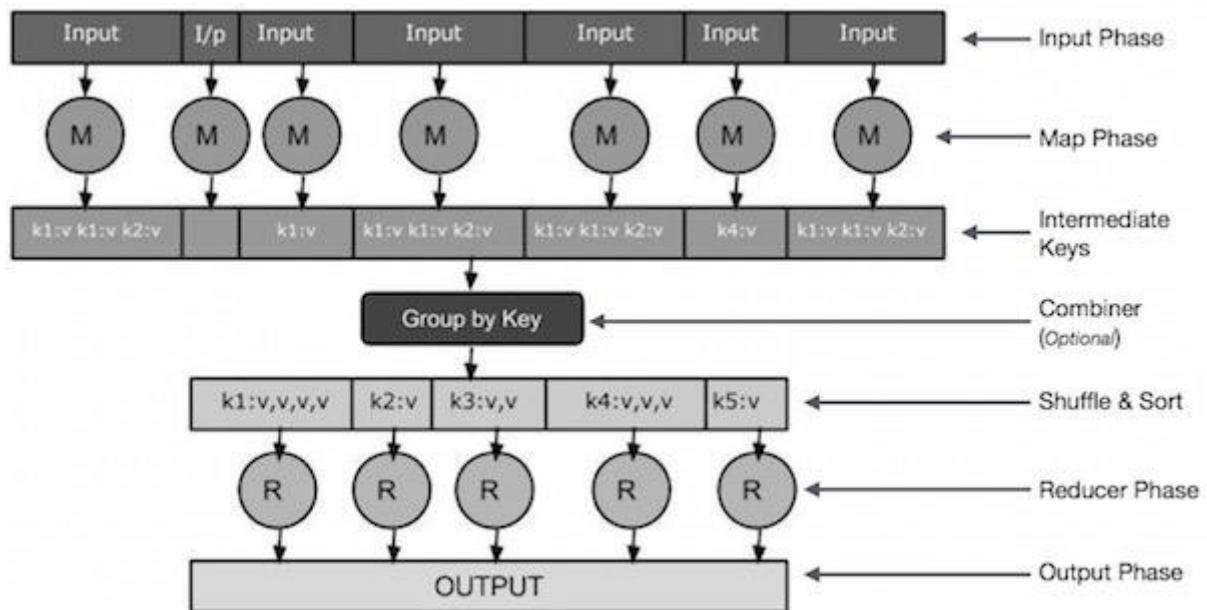 Input I/p Input Input Input Input Input
Input Phase
M M M M M M M
Map Phase
k1:v k1:v k2:v k1:v k1:v k1:v k2:v k1:v k1:v k2:v k4:v k1:v k1:v k2:v
Intermediate
Keys
Group by Key
Combiner
(Optional)
k1:v,v,v,v k2:v k3:v,v k4:v,v,v k5:v
Shuffle & Sort
R R R R R
Reducer Phase
OUTPUT
Output Phase